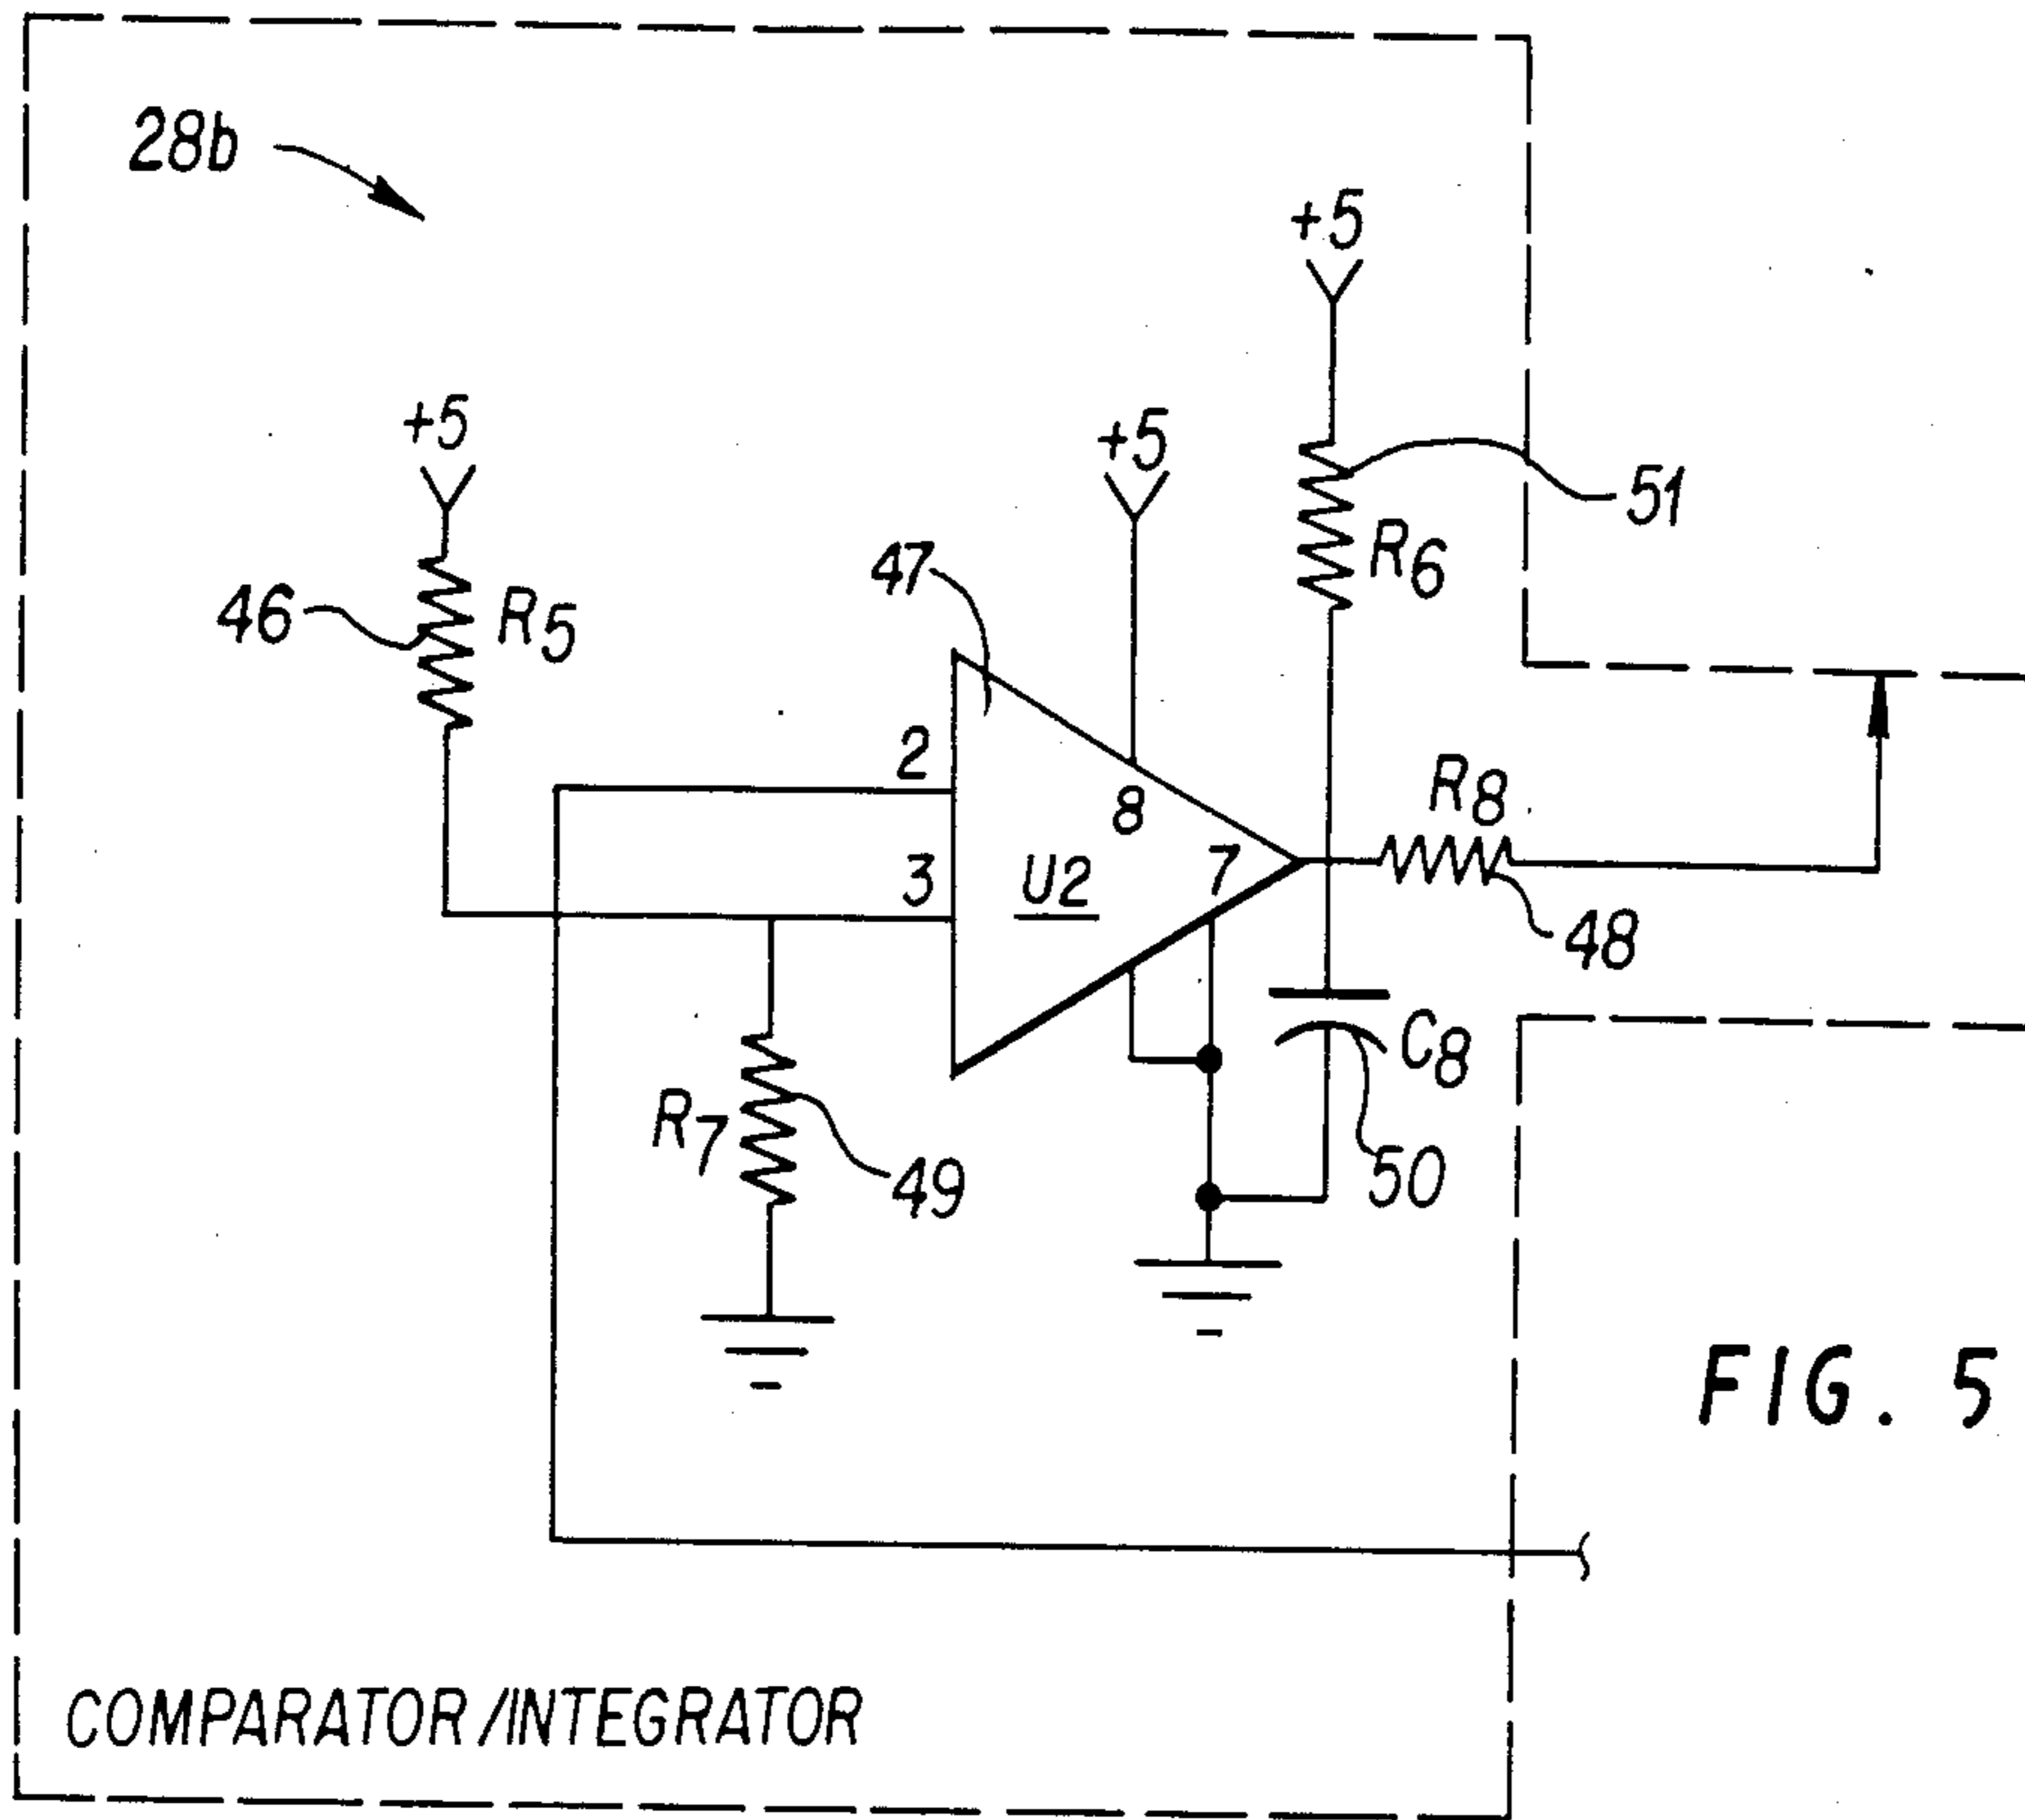 28b
+5
+5
+5
51
47
R6
46
R5
2
8
R8
3
U2
7
48
C8
R7
49
50
FIG. 5
COMPARATOR/INTEGRATOR